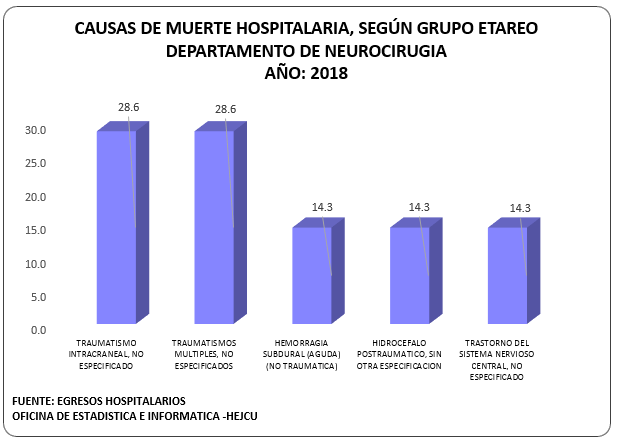 CAUSAS DE MUERTE HOSPITALARIA, SEGÚN GRUPO ETAREO
DEPARTAMENTO DE NEUROCIRUGIA
AÑO: 2018
28.6
28.6
14.3
14.3
14.3
30.0
25.0
20.0
15.0
10.0
5.0
0.0
TRAUMATISMO
INTRACRANEAL, NO
ESPECIFICADO
TRAUMATISMOS
MULTIPLES, NO
ESPECIFICADOS
HEMORRAGIA
SUBDURAL (AGUDA)
(NO TRAUMATICA)
HIDROCEFALO
POSTRAUMATICO, SIN
OTRA ESPECIFICACION
TRASTORNO DEL
SISTEMA NERVIOSO
CENTRAL, NO
ESPECIFICADO
FUENTE: EGRESOS HOSPITALARIOS
OFICINA DE ESTADISTICA E INFORMATICA -HEJCU